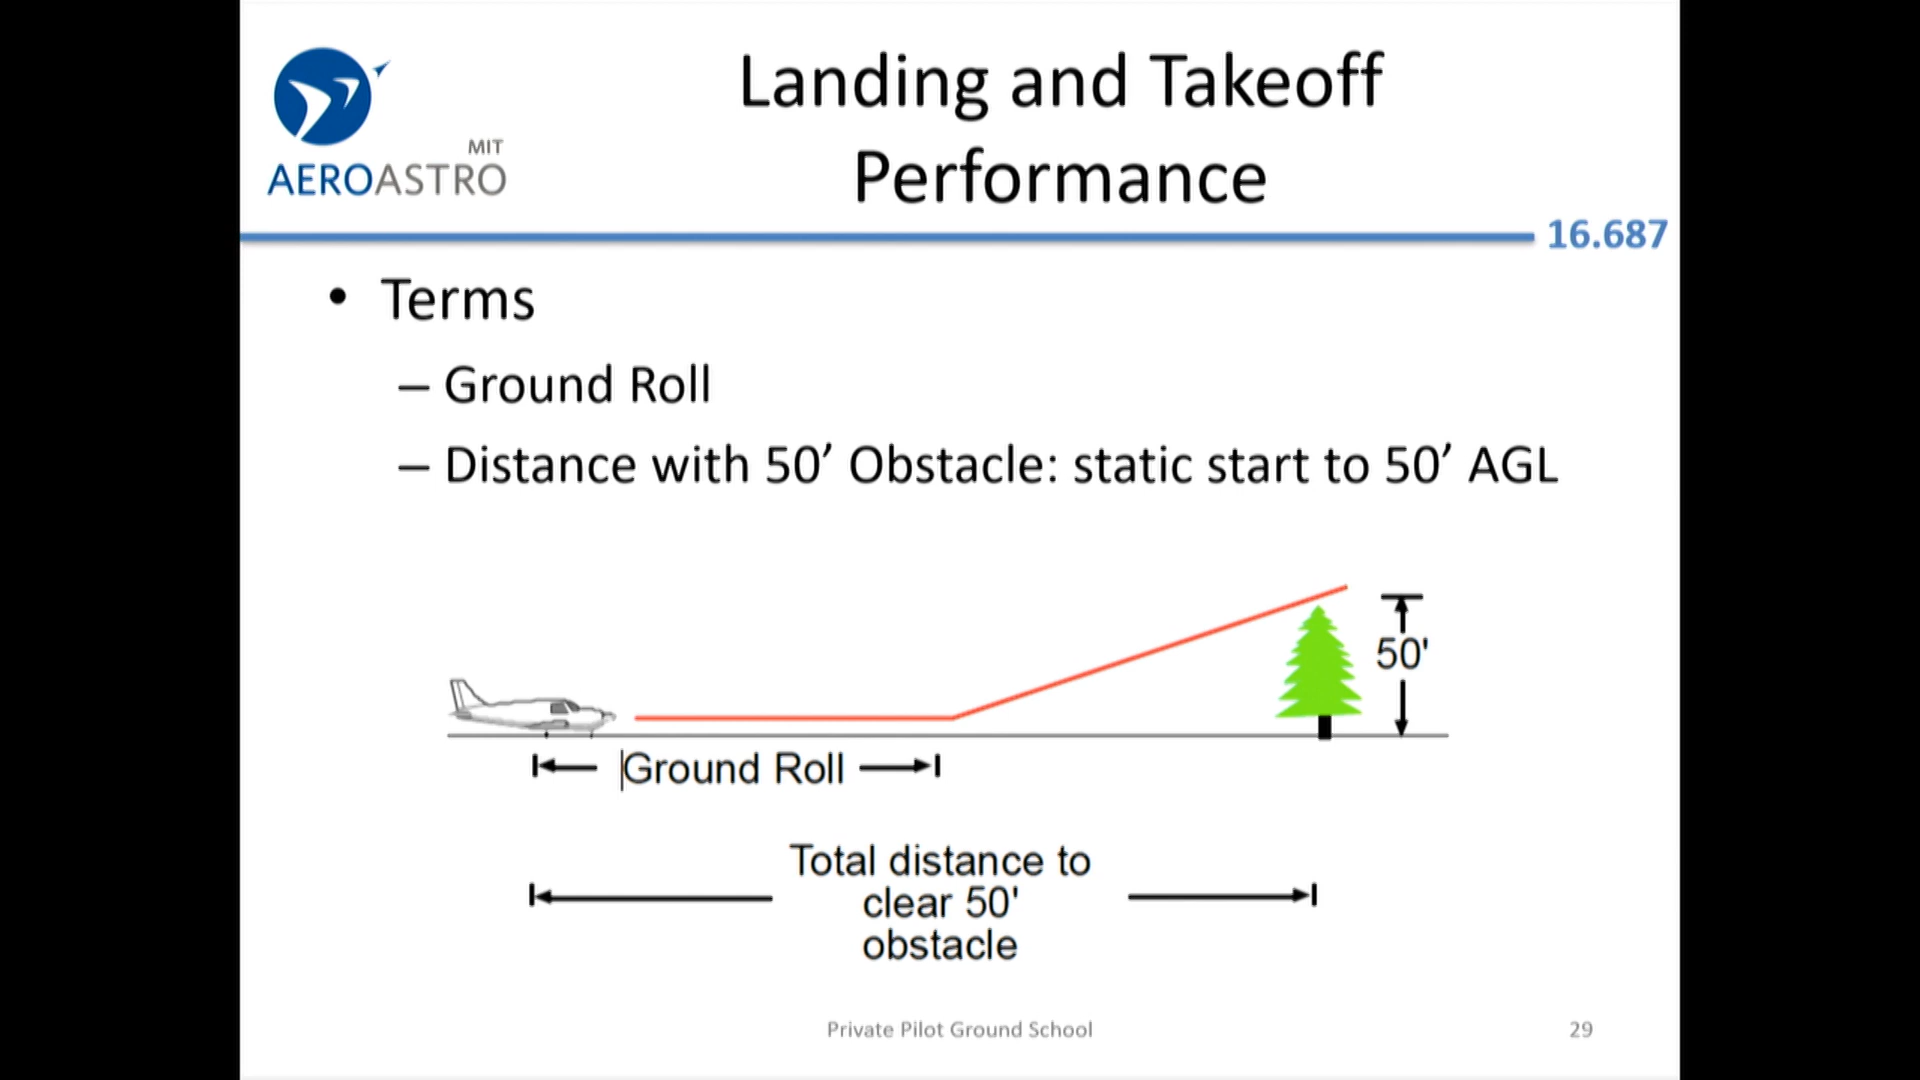 MIT
AEROASTRO
Landing and Takeoff
Performance
16.687
• Terms
– Ground Roll
– Distance with 50’ Obstacle: static start to 50’ AGL
50'
Ground Roll
Total distance to
clear 50'
obstacle
Private Pilot Ground School
29